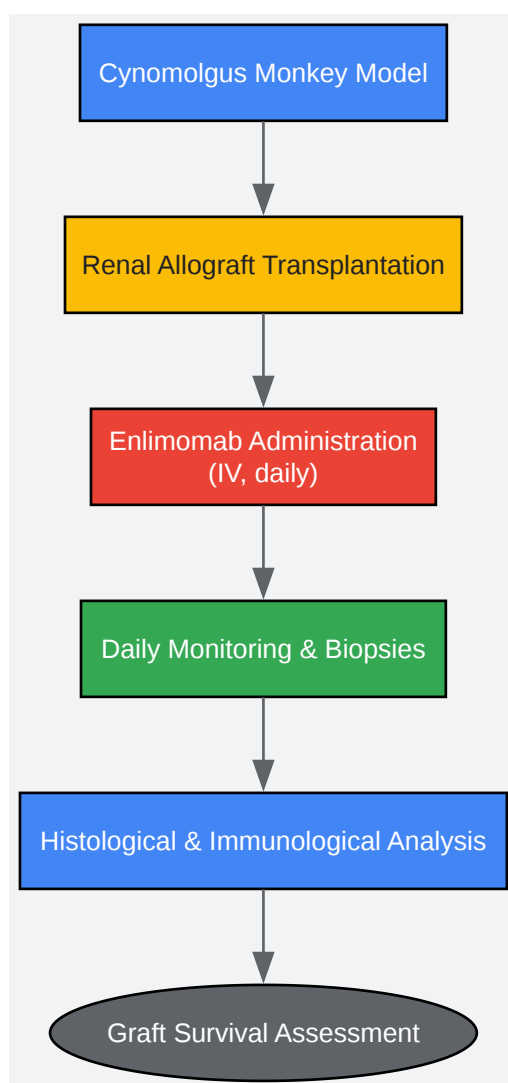 Cynomolgus Monkey Model
Renal Allograft Transplantation
Enlimomab Administration
(IV, daily)
Daily Monitoring & Biopsies
Histological & Immunological Analysis
Graft Survival Assessment